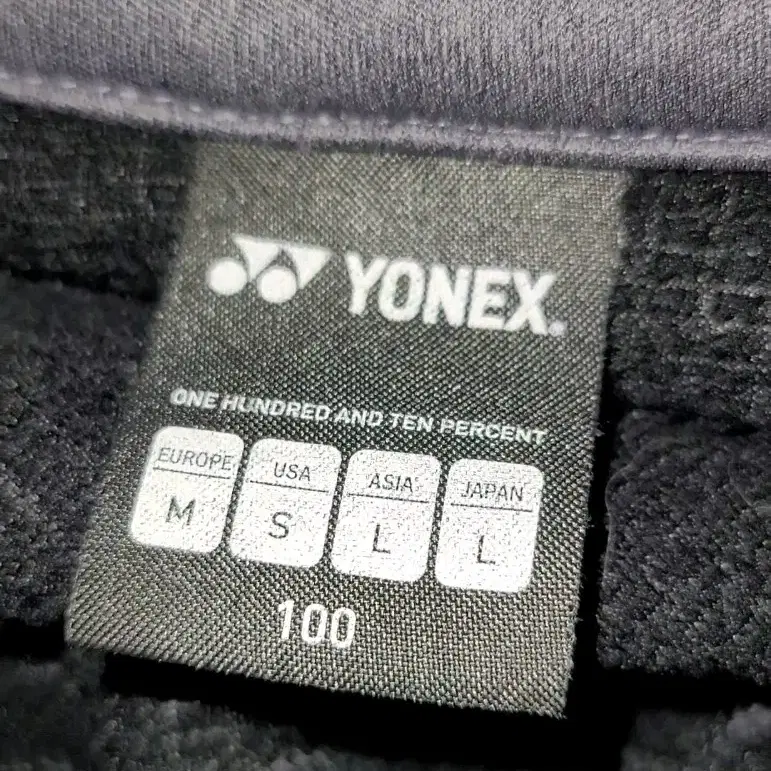 YONEX.
ONE HUNDRED AND TEN PERCENT
EUROPE USA ASIA JAPAN
M S L L
100